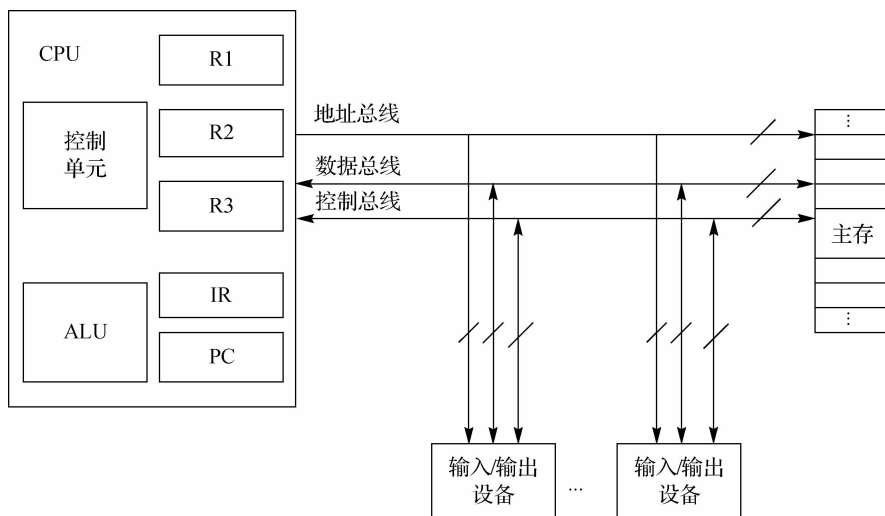 CPU
R1
控制
单元
R2
R3
ALU
IR
PC
地址总线
数据总线
控制总线
⋮
主存
⋮
输入/输出
设备
...
输入/输出
设备